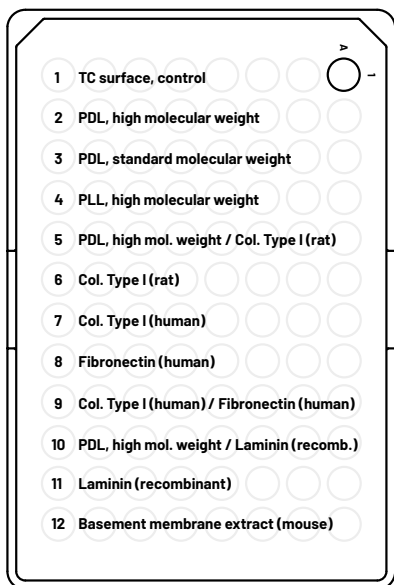 A
1
1 TC surface, control
2 PDL, high molecular weight
3 PDL, standard molecular weight
4 PLL, high molecular weight
5 PDL, high mol. weight / Col. Type I (rat)
6 Col. Type I (rat)
7 Col. Type I (human)
8 Fibronectin (human)
9 Col. Type I (human) / Fibronectin (human)
10 PDL, high mol. weight / Laminin (recomb.)
11 Laminin (recombinant)
12 Basement membrane extract (mouse)